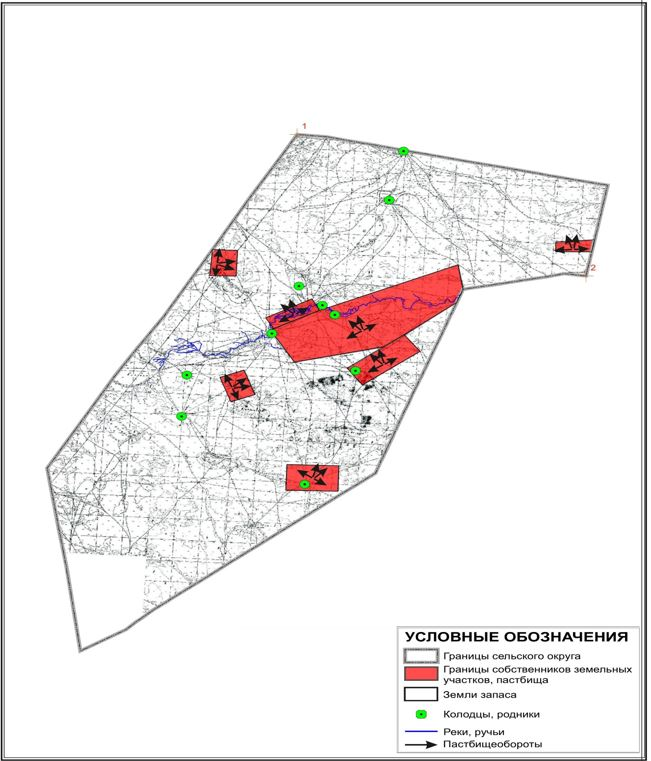 1
2
УСЛОВНЫЕ ОБОЗНАЧЕНИЯ
Границы сельского округа
Границы собственников земельных
участков, пастбища
Земли запаса
Колодцы, родники
Реки, ручьи
Пастбищеобороты